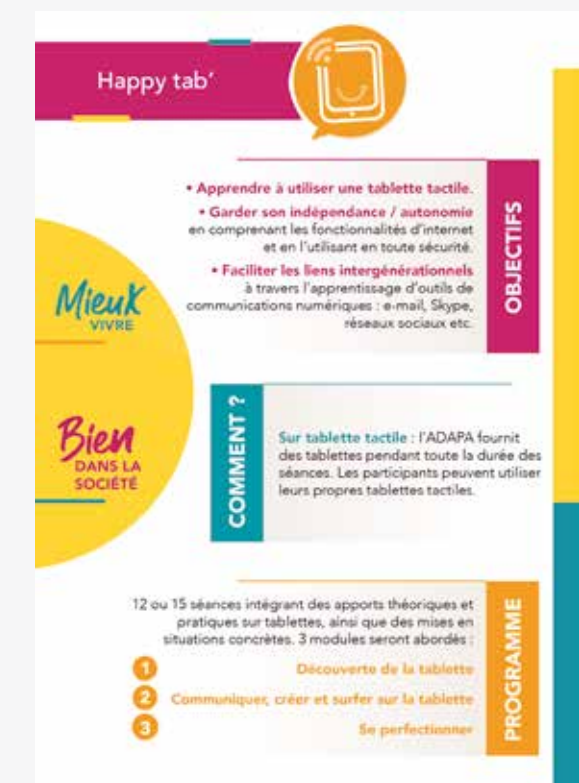 Happy tab'
• Apprendre à utiliser une tablette tactile.
• Garder son indépendance / autonomie
en comprenant les fonctionnalités d'internet
et en l'utilisant en toute sécurité.
• Faciliter les liens intergénérationnels
à travers l'apprentissage d'outils de
communications numériques : e-mail, Skype,
réseaux sociaux etc.
OBJECTIFS
Mieux
VIVRE
Bien
DANS LA
SOCIÉTÉ
COMMENT ?
Sur tablette tactile : l'ADAPA fournit
des tablettes pendant toute la durée des
séances. Les participants peuvent utiliser
leurs propres tablettes tactiles.
12 ou 15 séances intégrant des apports théoriques et
pratiques sur tablettes, ainsi que des mises en
situations concrètes. 3 modules seront abordés :
1 Découverte de la tablette
2 Communiquer, créer et surfer sur la tablette
3 Se perfectionner
PROGRAMME